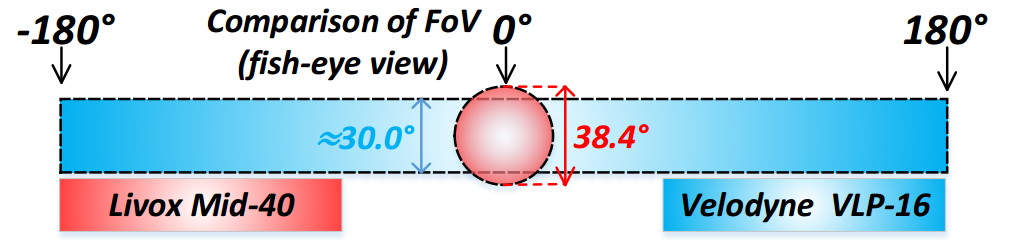 Comparison of FoV
(fish-eye view)
-180°
0°
180°
≈30.0°
38.4°
Livox Mid-40
Velodyne VLP-16